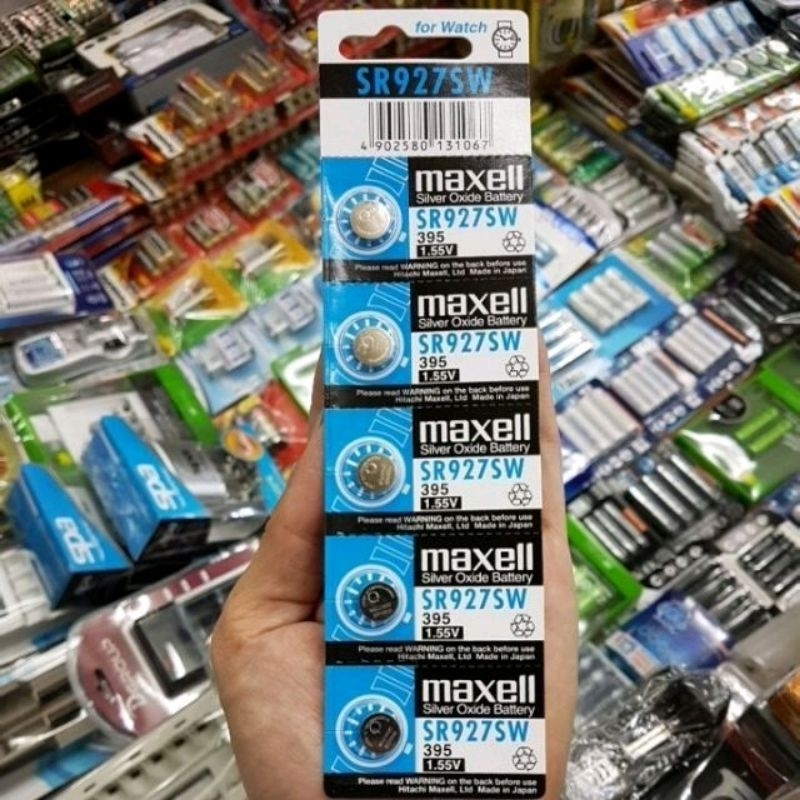 for Watch
SR927SW
4 902580 131067
maxell
Silver Oxide Battery
SR927SW
395
1.55V
Please read WARNING on the back before use
Hitachi Maxell, Ltd Made in Japan
maxell
Silver Oxide Battery
SR927SW
395
1.55V
Please read WARNING on the back before use
Hitachi Maxell, Ltd Made in Japan
maxell
Silver Oxide Battery
SR927SW
395
1.55V
Please read WARNING on the back before use
Hitachi Maxell, Ltd Made in Japan
maxell
Silver Oxide Battery
SR927SW
395
1.55V
Please read WARNING on the back before use
Hitachi Maxell, Ltd Made in Japan
maxell
Silver Oxide Battery
SR927SW
395
1.55V
Please read WARNING on the back before use
Hitachi Maxell, Ltd Made in Japan